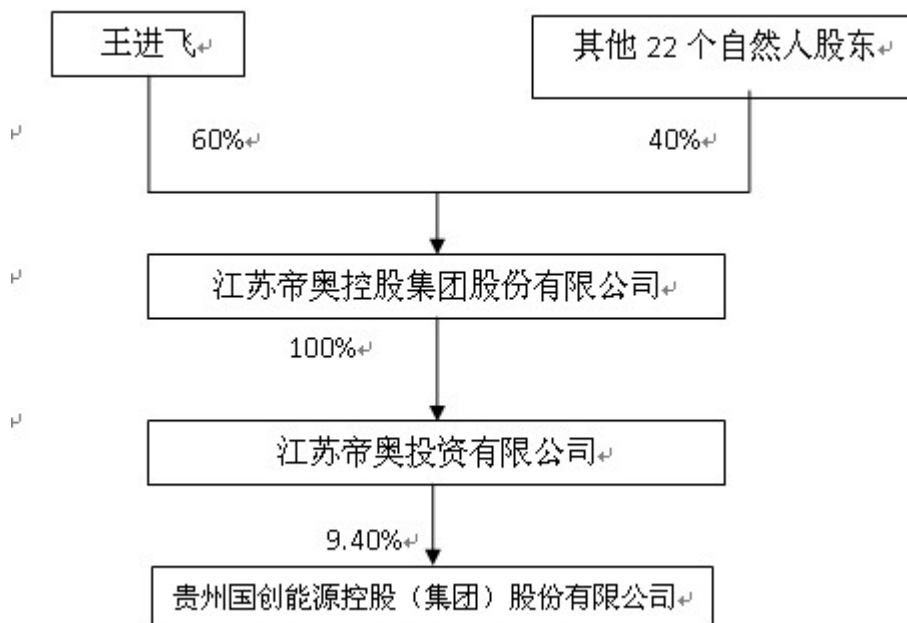 王进飞
其他 22 个自然人股东
60%
40%
江苏帝奥控股集团股份有限公司
100%
江苏帝奥投资有限公司
9.40%
贵州国创能源控股（集团）股份有限公司